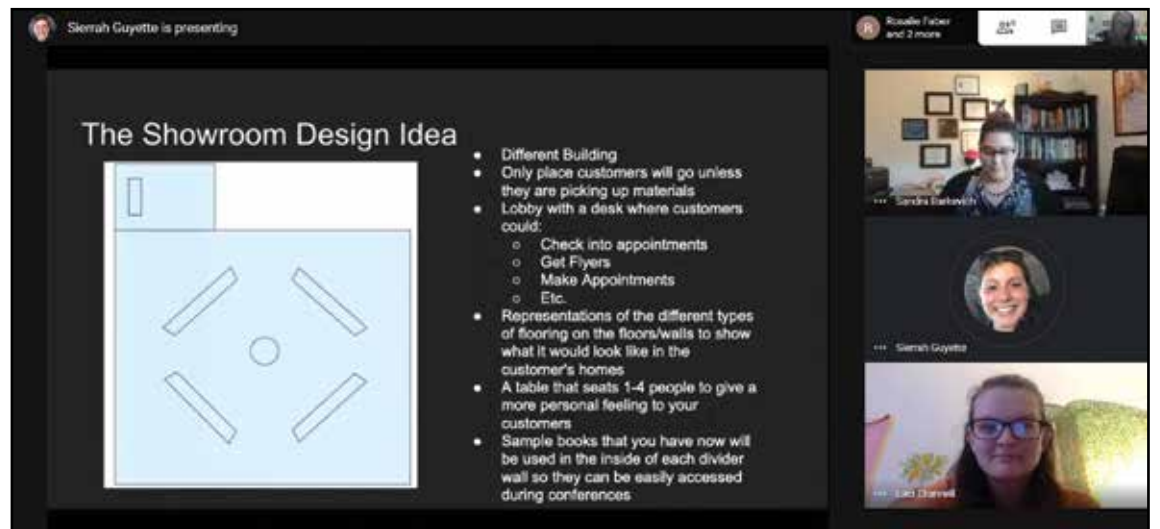 Sierrah Guyette is presenting
Rosalie Faber
and 2 more
R
The Showroom Design Idea
● Different Building
● Only place customers will go unless
they are picking up materials
● Lobby with a desk where customers
could:
○ Check into appointments
○ Get Flyers
○ Make Appointments
○ Etc.
● Representations of the different types
of flooring on the floors/walls to show
what it would look like in the
customer's homes
● A table that seats 1-4 people to give a
more personal feeling to your
customers
● Sample books that you have now will
be used in the inside of each divider
wall so they can be easily accessed
during conferences
Sandra
Sierrah Guyette